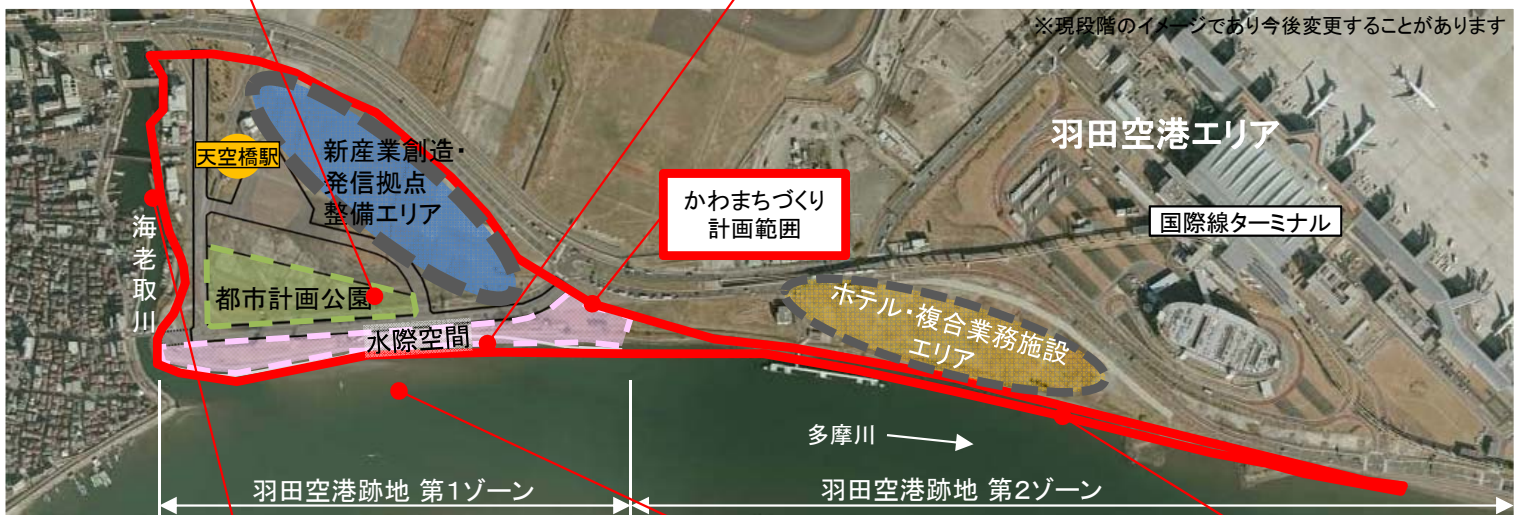 ※現段階のイメージであり今後変更することがあります
羽田空港エリア
天空橋駅
新産業創造・
発信拠点
整備エリア
かわまちづくり
計画範囲
国際線ターミナル
海老取川
都市計画公園
水際空間
ホテル・複合業務施設
エリア
多摩川
羽田空港跡地 第1ゾーン
羽田空港跡地 第2ゾーン